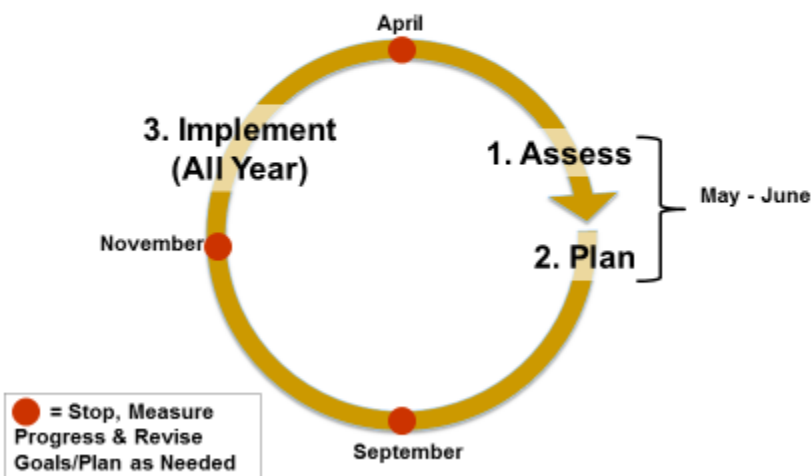 April
3. Implement
(All Year)
1. Assess
May - June
November
2. Plan
= Stop, Measure
Progress & Revise
Goals/Plan as Needed
September